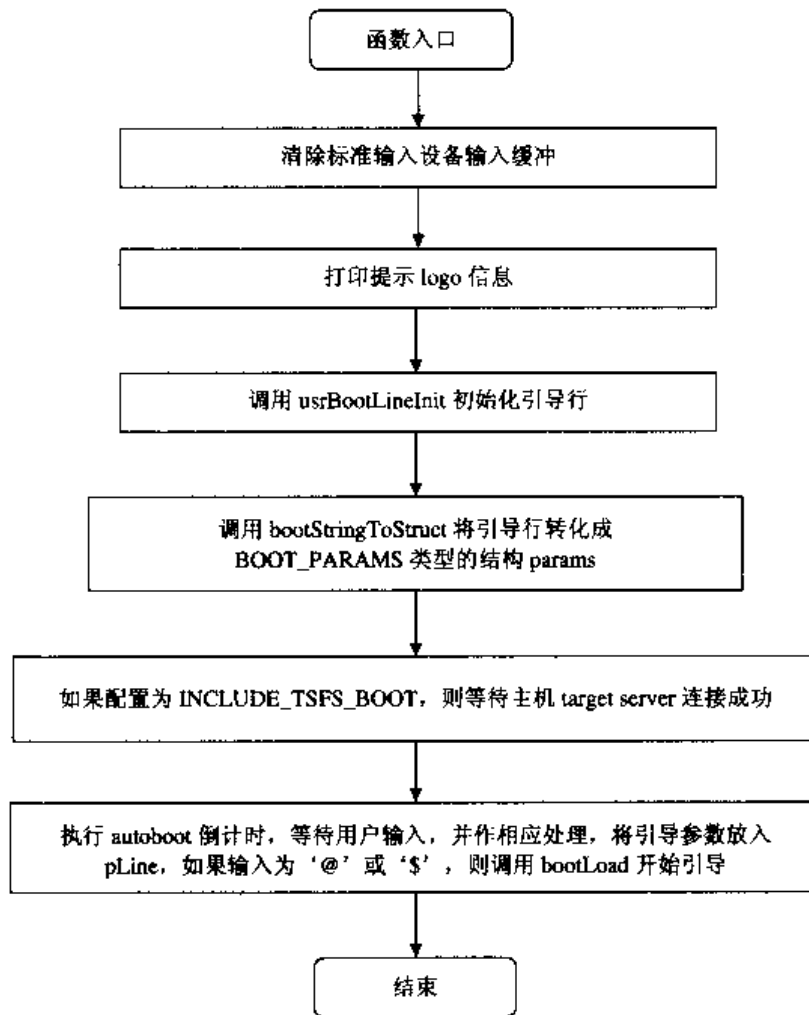 函数入口
清除标准输入设备输入缓冲
打印提示 logo 信息
调用 usrBootLineInit 初始化引导行
调用 bootStringToStruct 将引导行转化成
BOOT_PARAMS 类型的结构 params
如果配置为 INCLUDE_TSFS_BOOT，则等待主机 target server 连接成功
执行 autoboot 倒计时，等待用户输入，并作相应处理，将引导参数放入
pLine，如果输入为‘@’或‘$’，则调用 bootLoad 开始引导
结束